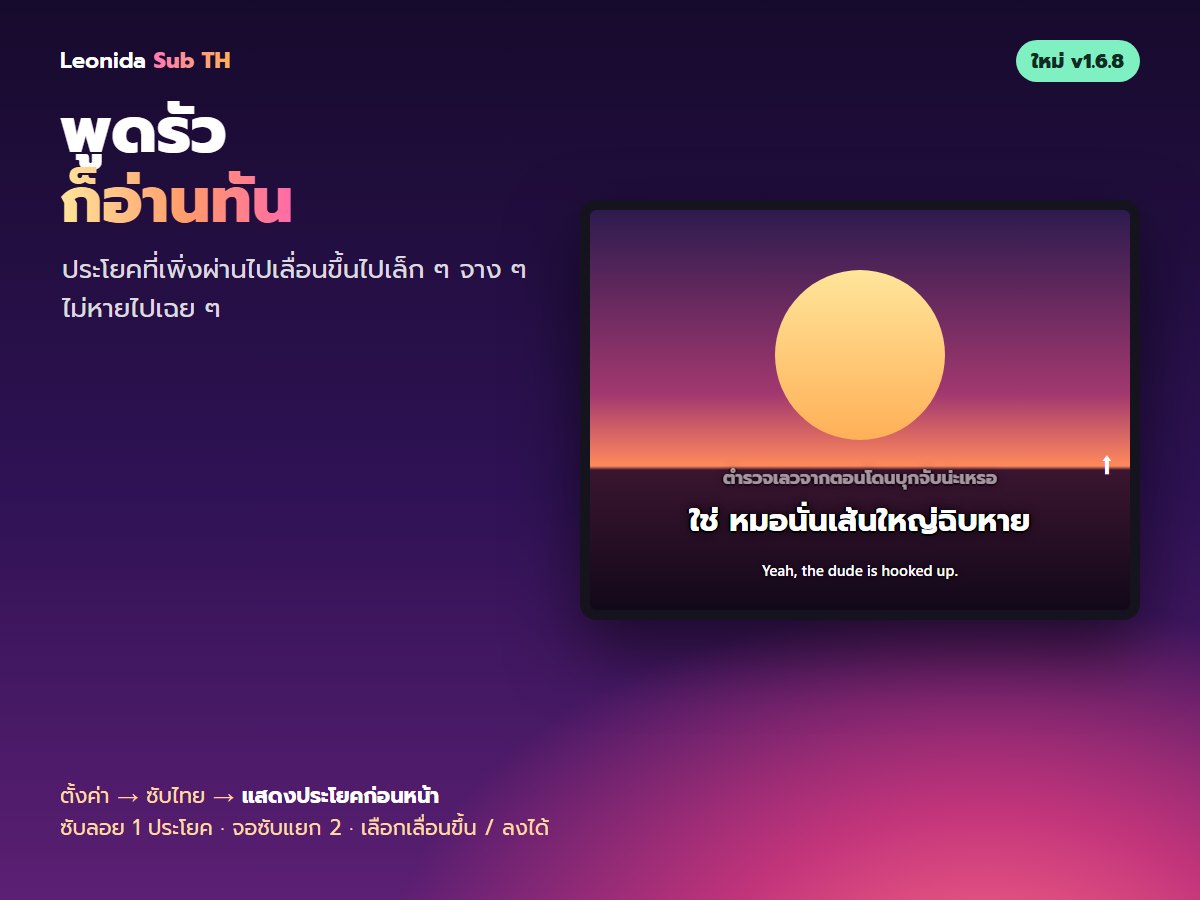 Leonida Sub TH
ใหม่ v1.6.8
พูดรัว
ก็อ่านทัน
ประโยคที่เพิ่งผ่านไปเลื่อนขึ้นไปเล็ก ๆ จาง ๆ
ไม่หายไปเฉย ๆ
ตำรวจเลวจากตอนโดนบุกจับน่ะเหรอ
ใช่ หมอนั่นเส้นใหญ่ฉิบหาย
Yeah, the dude is hooked up.
ตั้งค่า → ซับไทย → แสดงประโยคก่อนหน้า
ซับลอย 1 ประโยค · จอซับแยก 2 · เลือกเลื่อนขึ้น / ลงได้